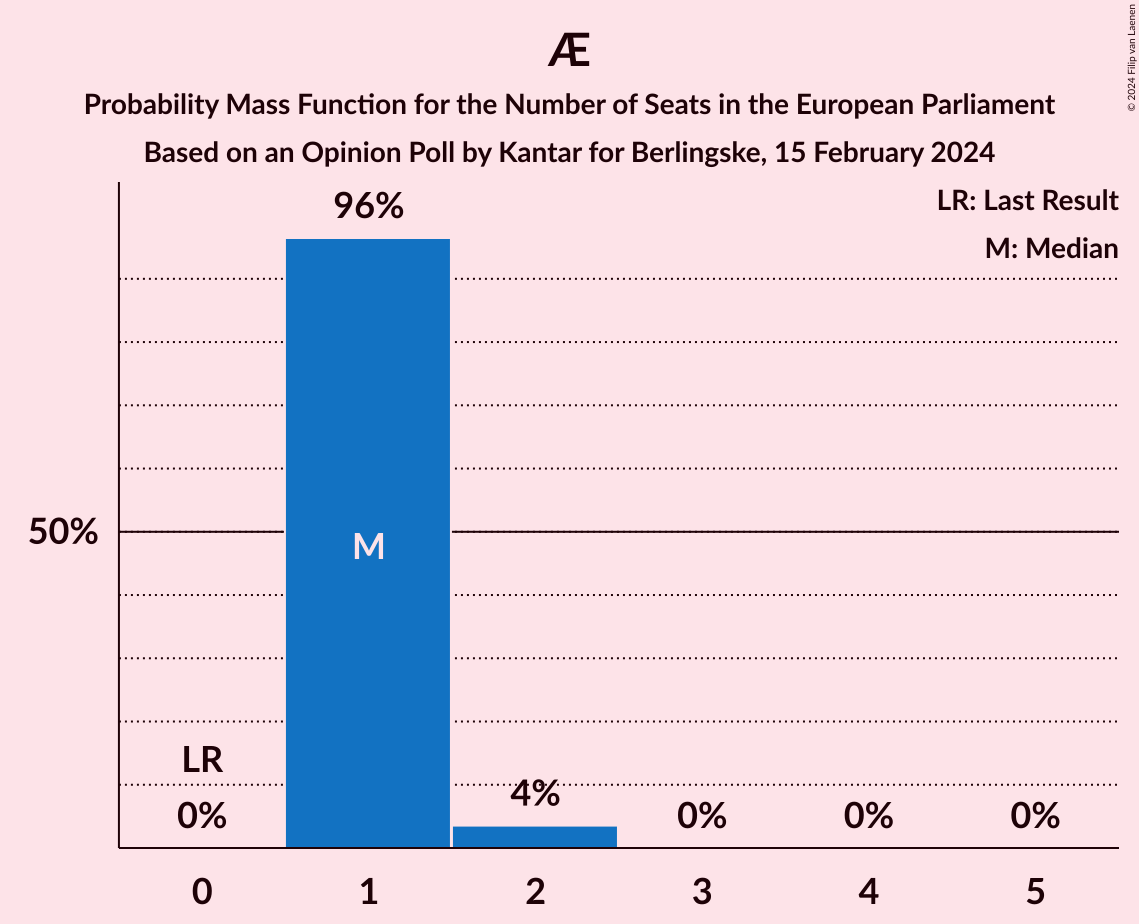 Æ
Probability Mass Function for the Number of Seats in the European Parliament
Based on an Opinion Poll by Kantar for Berlingske, 15 February 2024
© 2024 Filip van Laenen
LR: Last Result
M: Median
96%
50%
M
LR
0%
4%
0%
0%
0%
0
1
2
3
4
5